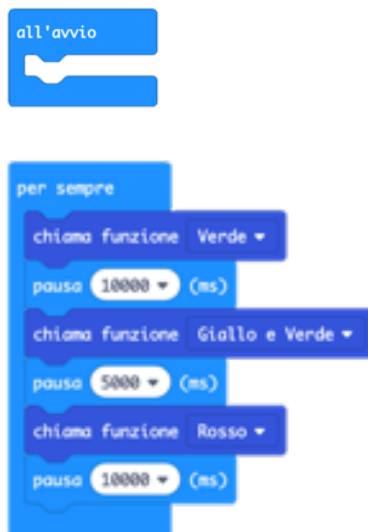 all'avvio
per sempre
chiama funzione Verde
pausa 10000 (ms)
chiama funzione Giallo e Verde
pausa 5000 (ms)
chiama funzione Rosso
pausa 10000 (ms)